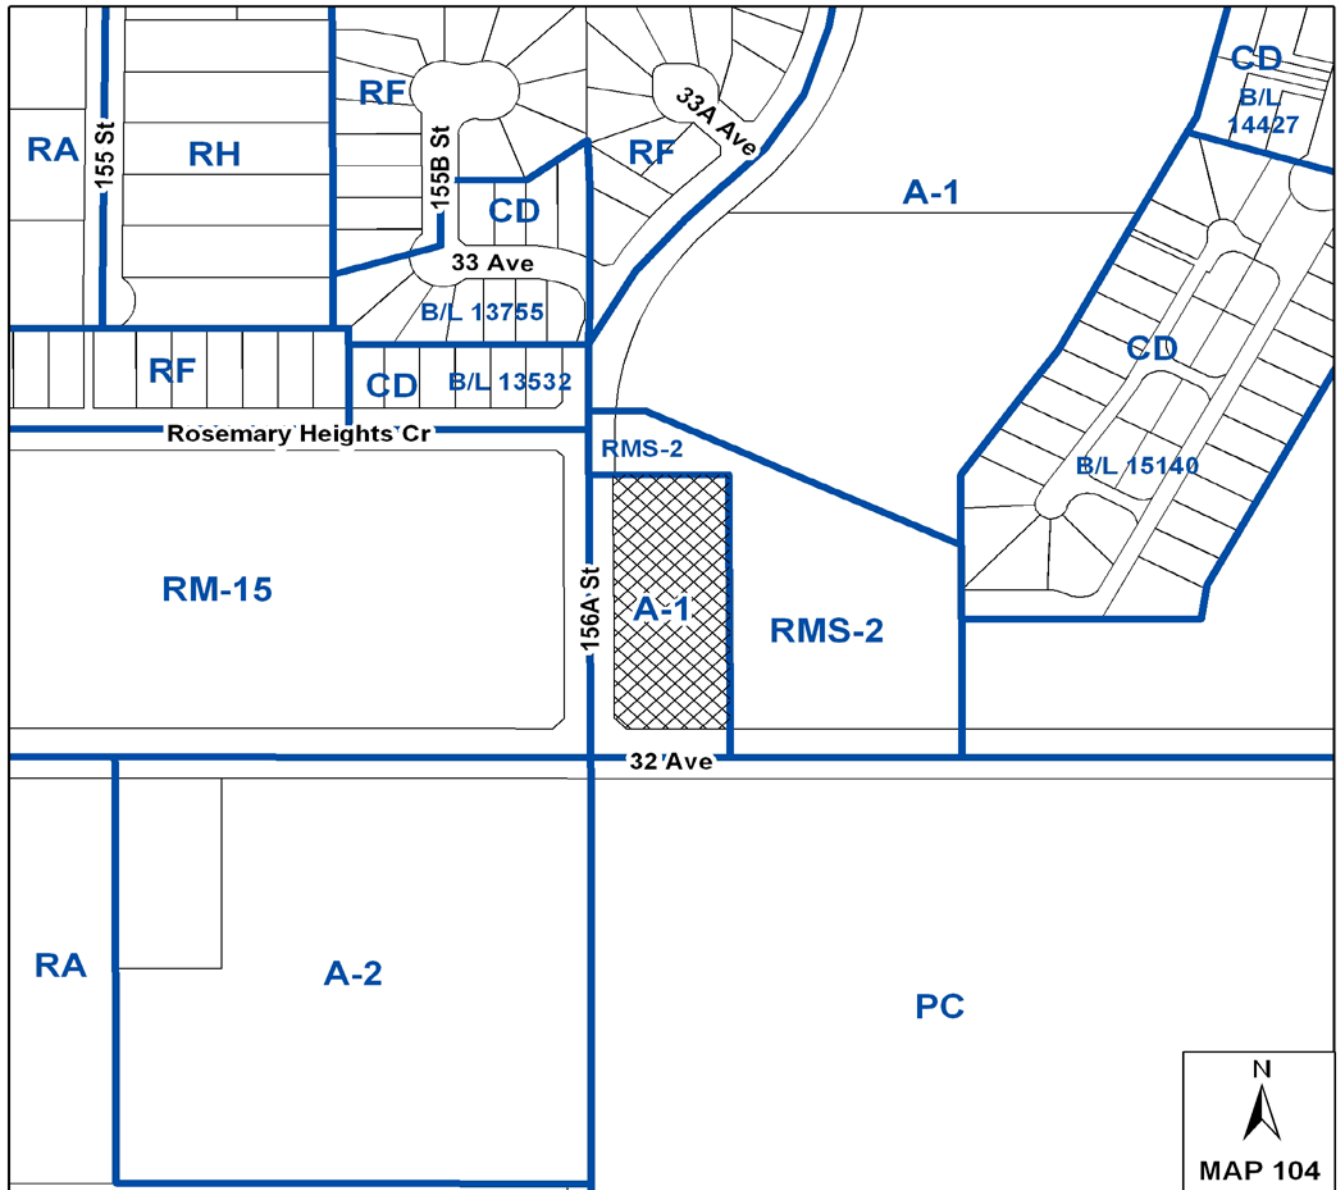 CD
B/L
14427
RF
33A Ave
RA
155 St
RH
155B St
RF
A-1
CD
33 Ave
B/L 13755
CD
RF
CD
B/L 13532
Rosemary Heights Cr
RMS-2
B/L 15140
RM-15
156A St
A-1
RMS-2
32 Ave
RA
A-2
PC
N
MAP 104